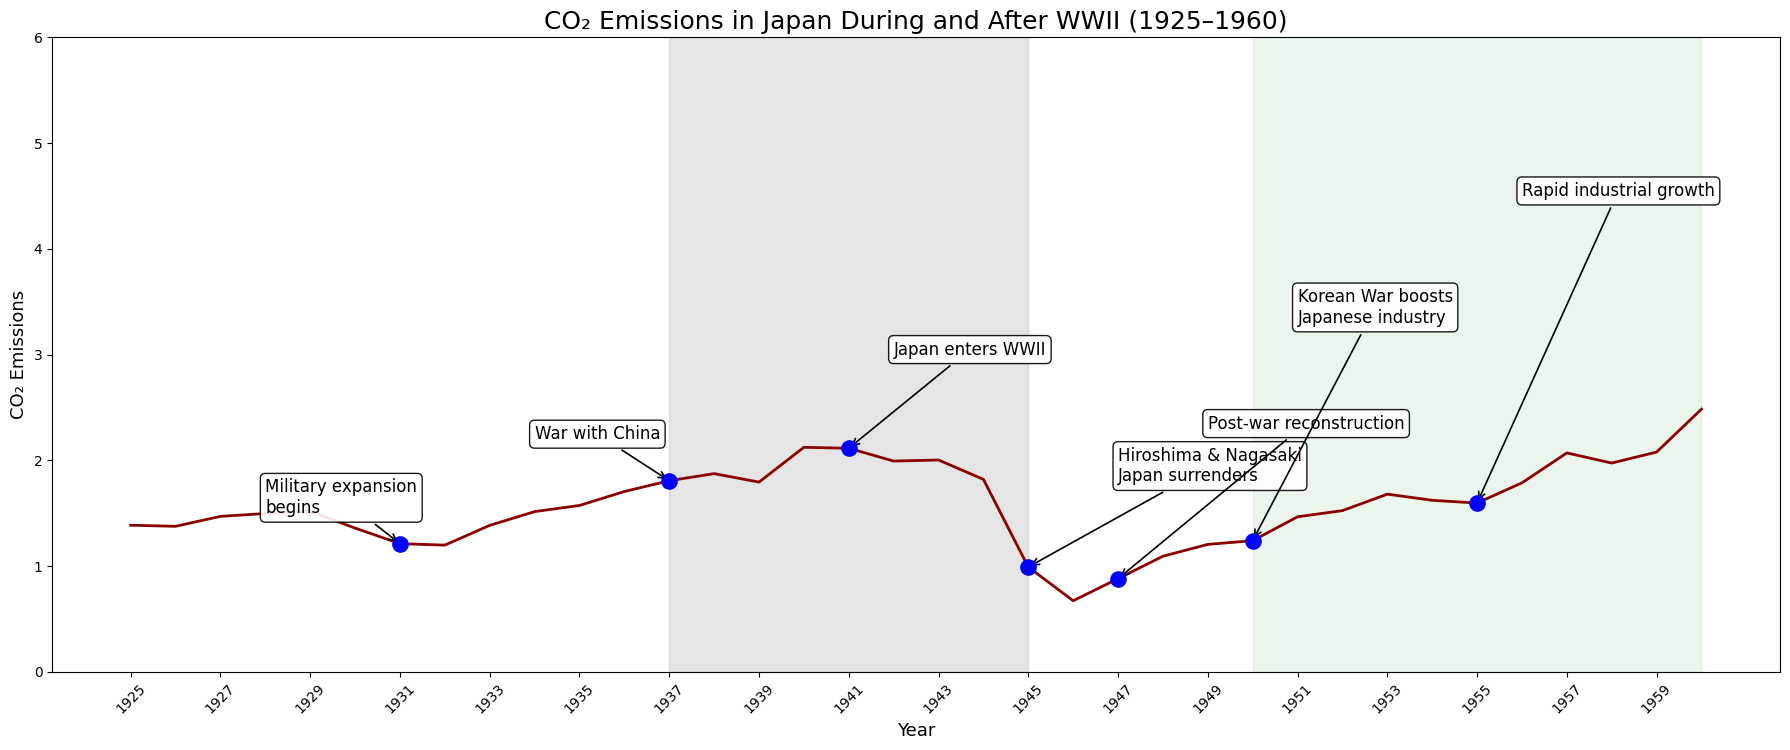 CO₂ Emissions in Japan During and After WWII (1925–1960)
CO₂ Emissions
6
5
4
3
2
1
0
Rapid industrial growth
Korean War boosts
Japanese industry
Japan enters WWII
Post-war reconstruction
War with China
Hiroshima & Nagasaki
Japan surrenders
Military expansion
begins
1925
1927
1929
1931
1933
1935
1937
1939
1941
1943
1945
1947
1949
1951
1953
1955
1957
1959
Year